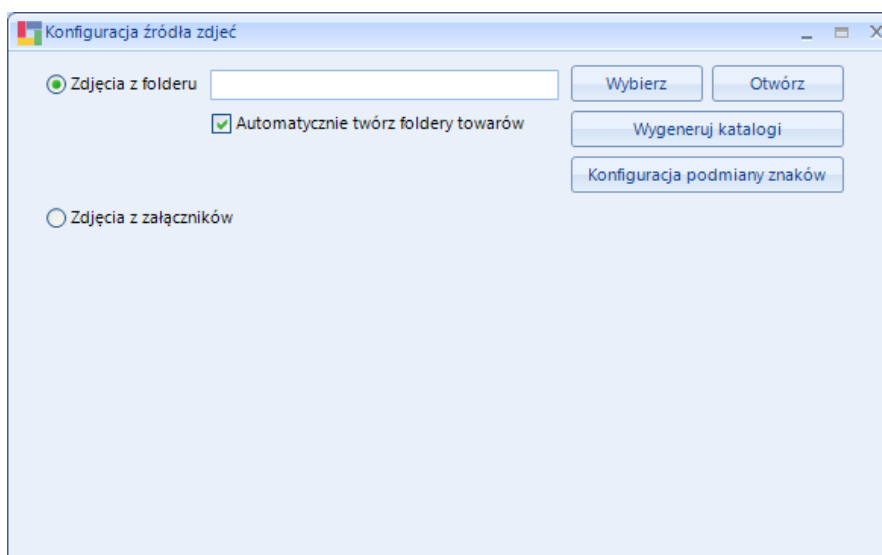 Konfiguracja źródła zdjeć
Zdjęcia z folderu Wybierz Otwórz
Automatycznie twórz foldery towarów Wygeneruj katalogi
Konfiguracja podmiany znaków
Zdjęcia z załączników